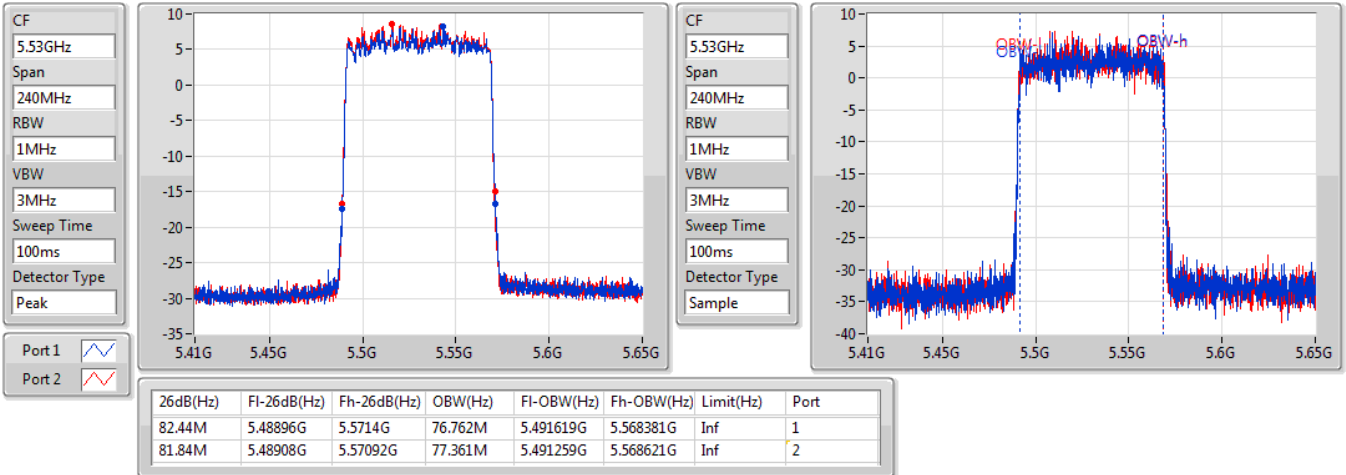 CF
5.53GHz
Span
240MHz
RBW
1MHz
VBW
3MHz
Sweep Time
100ms
Detector Type
Peak
10
5
0
-5
-10
-15
-20
-25
-30
-35
5.41G 5.45G 5.5G 5.55G 5.6G 5.65G
CF
5.53GHz
Span
240MHz
RBW
1MHz
VBW
3MHz
Sweep Time
100ms
Detector Type
Sample
10
5
0
-5
-10
-15
-20
-25
-30
-35
-40
OBW-h
5.41G 5.45G 5.5G 5.55G 5.6G 5.65G
Port 1
Port 2
26dB(Hz) Fl-26dB(Hz) Fh-26dB(Hz) OBW(Hz) Fl-OBW(Hz) Fh-OBW(Hz) Limit(Hz) Port
82.44M 5.48896G 5.5714G 76.762M 5.491619G 5.568381G Inf 1
81.84M 5.48908G 5.57092G 77.361M 5.491259G 5.568621G Inf 2